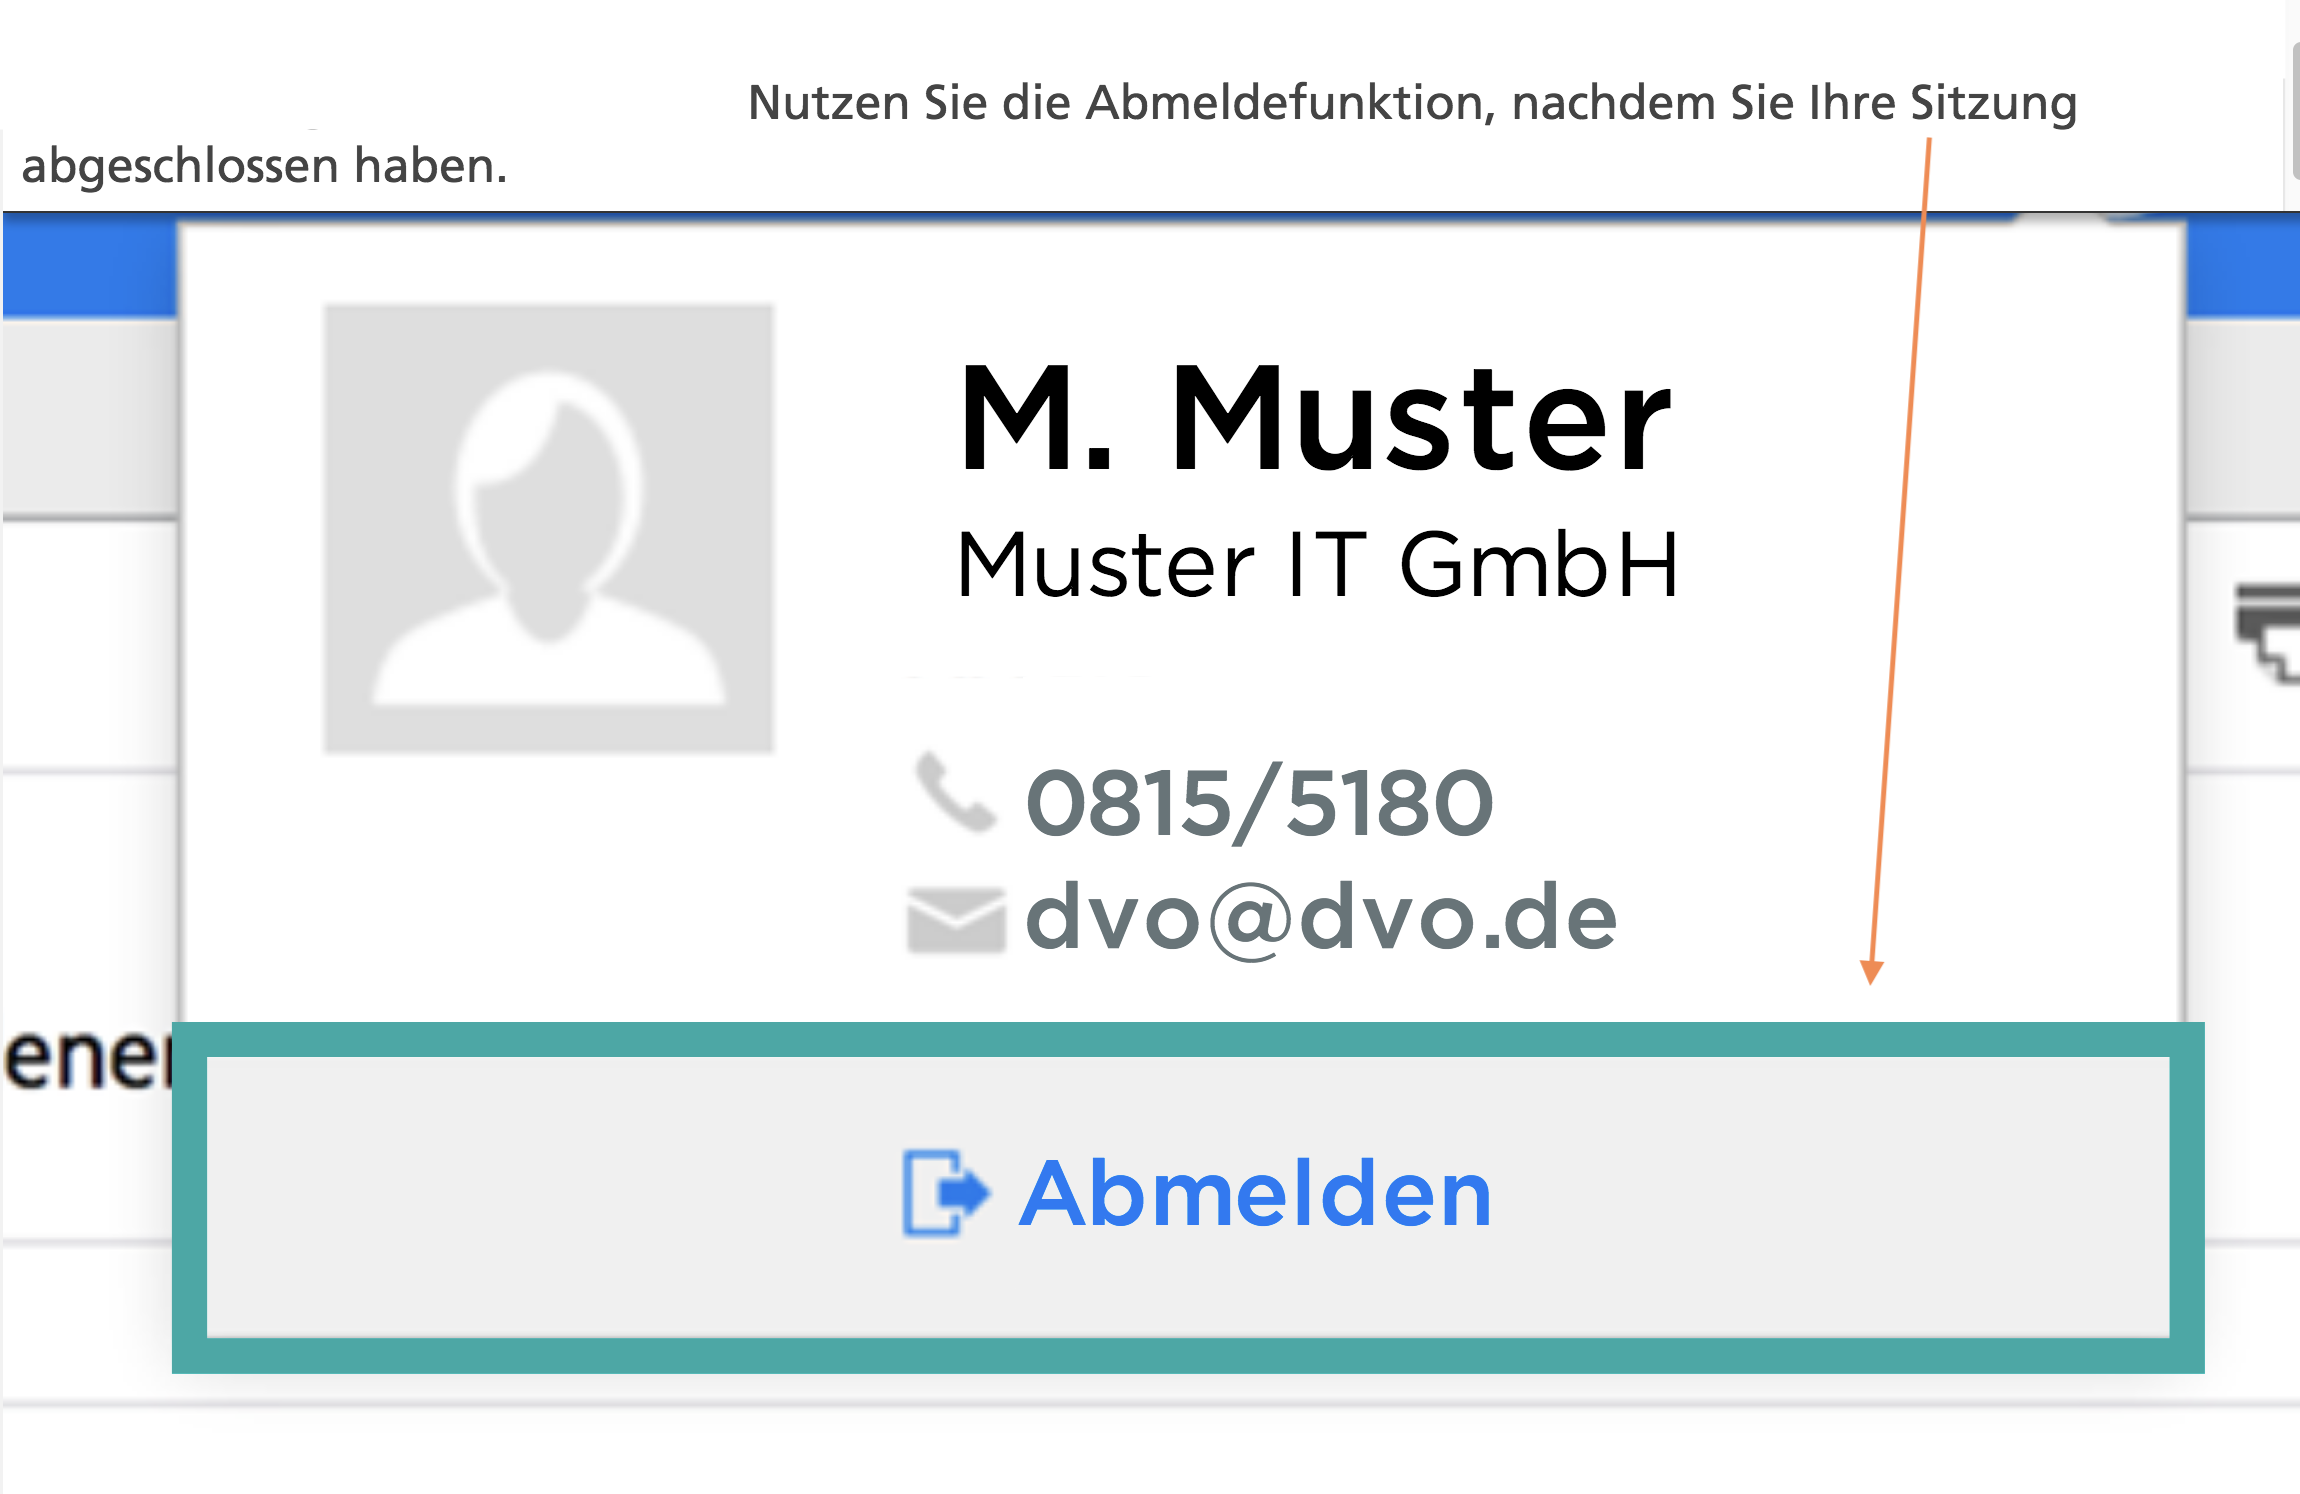 Nutzen Sie die Abmeldefunktion, nachdem Sie Ihre Sitzung
abgeschlossen haben.
M. Muster
Muster IT GmbH
0815/5180
dvo@dvo.de
Abmelden